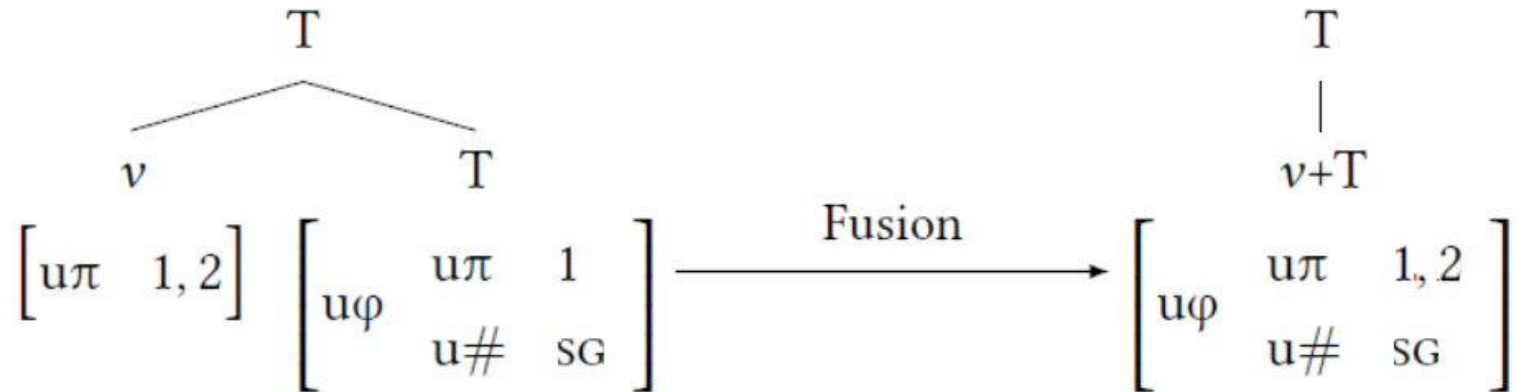 T T
v T v+T
Fusion
[uπ 1, 2] [uφ uπ 1 [uφ uπ 1, 2
u# SG] u# SG]